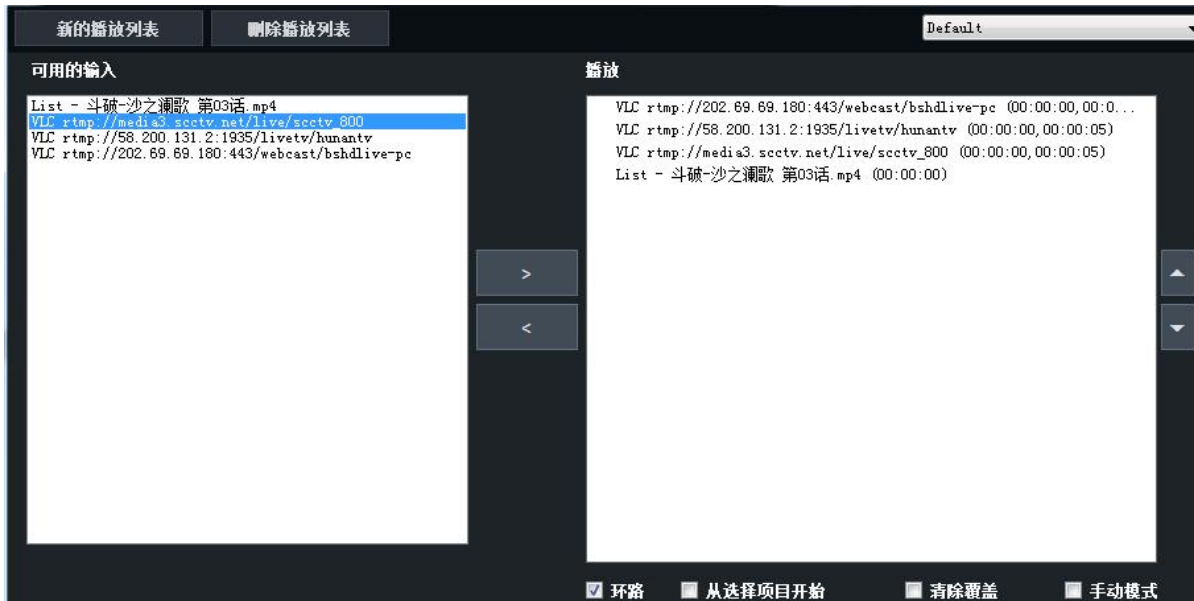 新的播放列表
删除播放列表
Default
可用的输入
播放
List - 斗破-沙之澜歌 第03话.mp4
VLC rtmp://media3.scctv.net/live/scctv_800
VLC rtmp://58.200.131.2:1935/livetv/hunantv
VLC rtmp://202.69.69.180:443/webcast/bshdlive-pc
VLC rtmp://202.69.69.180:443/webcast/bshdlive-pc (00:00:00,00:0...
VLC rtmp://58.200.131.2:1935/livetv/hunantv (00:00:00,00:00:05)
VLC rtmp://media3.scctv.net/live/scctv_800 (00:00:00,00:00:05)
List - 斗破-沙之澜歌 第03话.mp4 (00:00:00)
>
<
环路
从选择项目开始
清除覆盖
手动模式